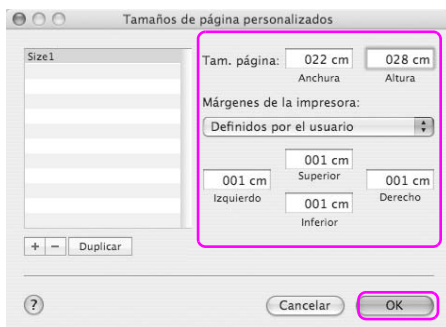 Tamaños de página personalizados
Size1
Tam. página: 022 cm 028 cm
Anchura Altura
Márgenes de la impresora:
Definidos por el usuario
001 cm
Superior
001 cm 001 cm
Izquierdo Derecho
001 cm
Inferior
+ − Duplicar
? Cancelar OK